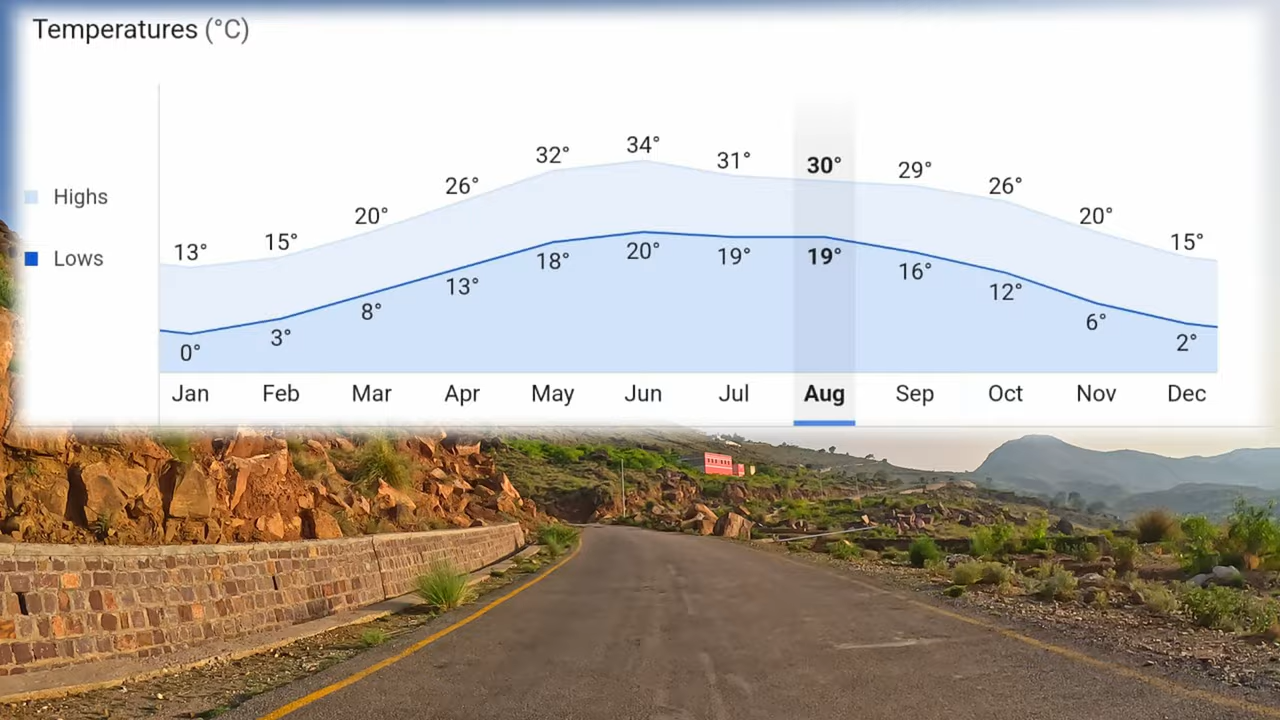 Temperatures (°C)
Highs
Lows
13° 15° 20° 26° 32° 34° 31° 30° 29° 26° 20° 15°
0° 3° 8° 13° 18° 20° 19° 19° 16° 12° 6° 2°
Jan Feb Mar Apr May Jun Jul Aug Sep Oct Nov Dec